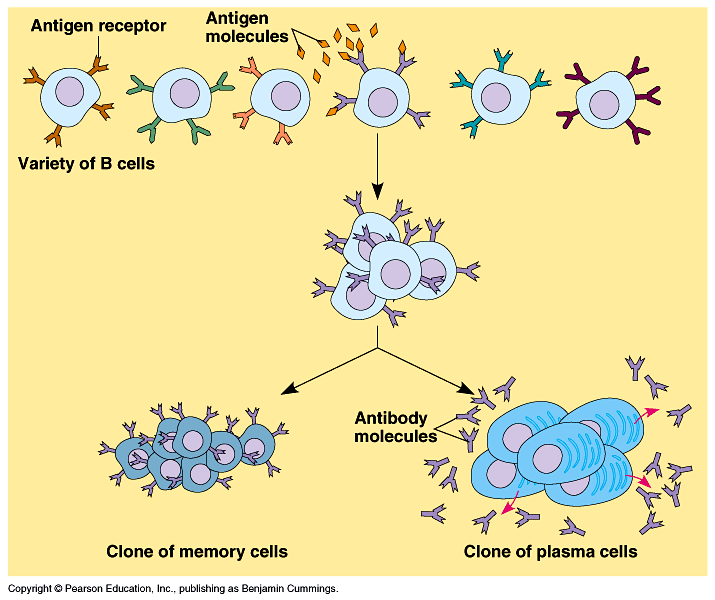 Antigen receptor
Antigen
molecules
Variety of B cells
Antibody
molecules
Clone of memory cells
Clone of plasma cells
Copyright © Pearson Education, Inc., publishing as Benjamin Cummings.